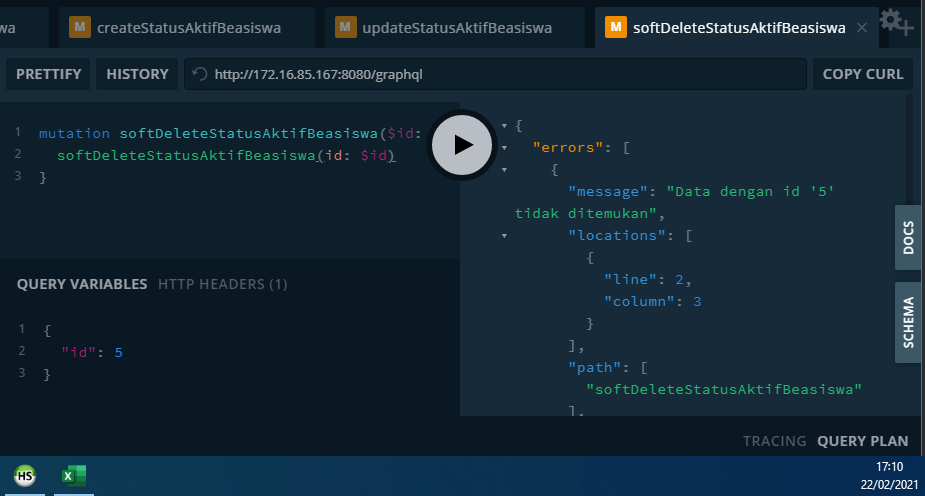 wa
M createStatusAktifBeasiswa
M updateStatusAktifBeasiswa
M softDeleteStatusAktifBeasiswa ×
PRETTIFY HISTORY http://172.16.85.167:8080/graphql COPY CURL
1 mutation softDeleteStatusAktifBeasiswa($id:
2 softDeleteStatusAktifBeasiswa(id: $id)
3 }
QUERY VARIABLES HTTP HEADERS (1)
1 {
2 "id": 5
3 }
{
"errors": [
{
"message": "Data dengan id '5'
tidak ditemukan",
"locations": [
{
"line": 2,
"column": 3
}
],
"path": [
"softDeleteStatusAktifBeasiswa"
],
DOCS
SCHEMA
TRACING QUERY PLAN
HS
X
17:10
22/02/2021